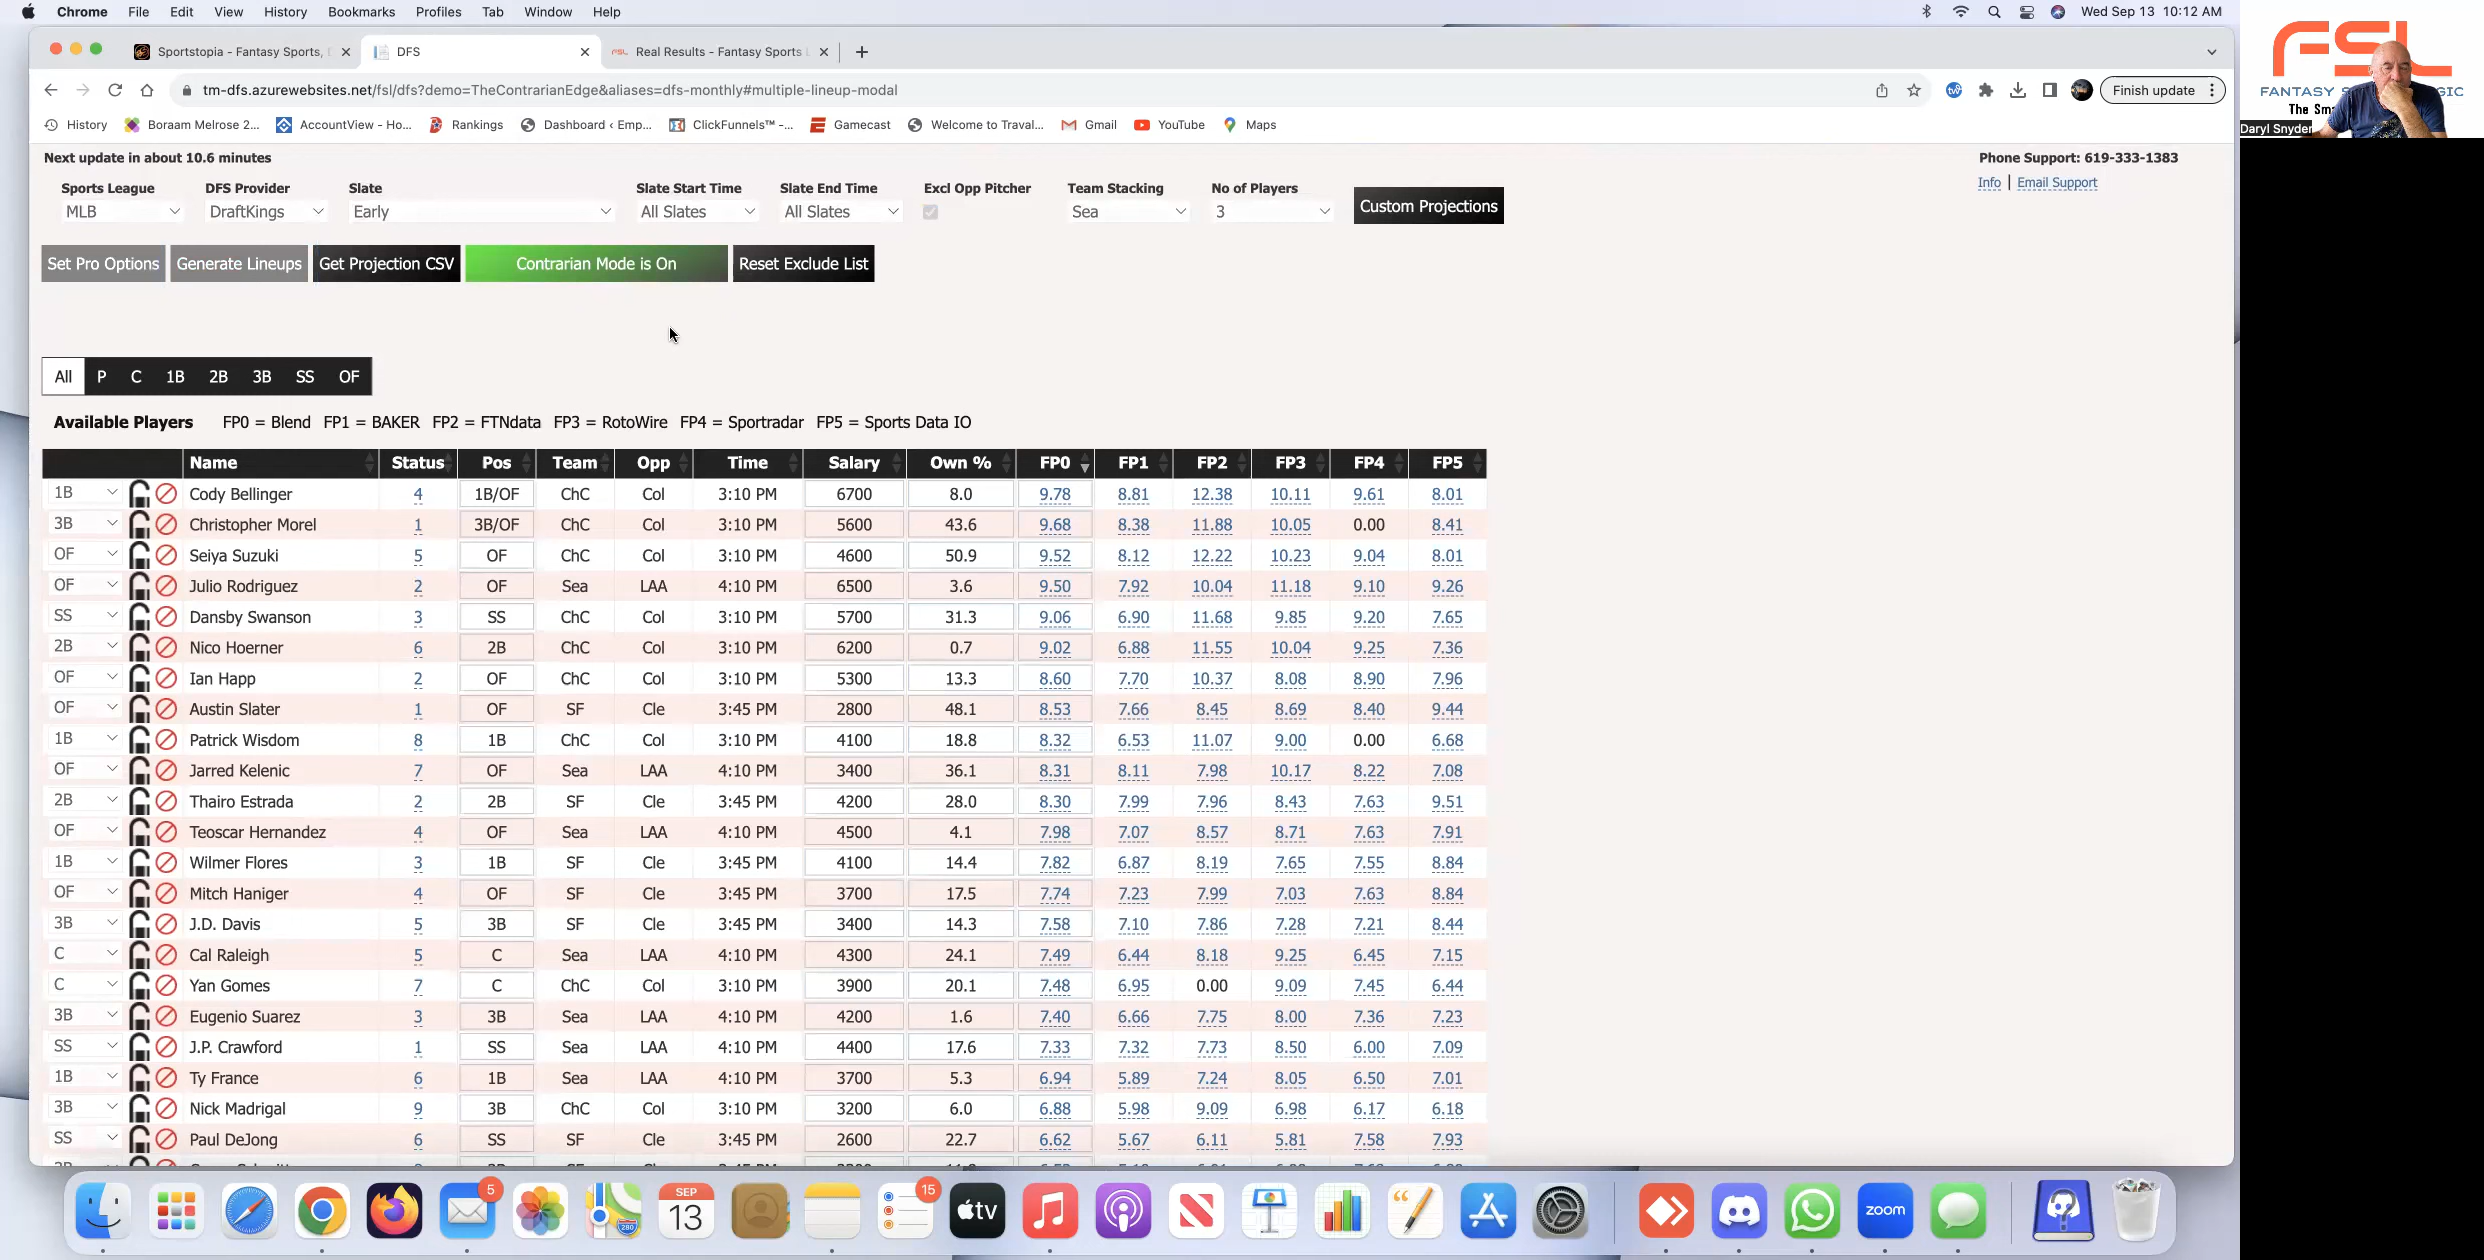 Chrome File Edit View History Bookmarks Profiles Tab Window Help Wed Sep 13 10:12 AM
Sportstopia - Fantasy Sports, DFS Real Results - Fantasy Sports
tm-dfs.azurewebsites.net/fsl/dfs?demo=TheContrarianEdge&aliases=dfs-monthly#multiple-lineup-modal Finish update
History Boraam Melrose 2... AccountView - Ho... Rankings Dashboard ‹ Emp... ClickFunnels™ -... Gamecast Welcome to Traval... Gmail YouTube Maps
FSL
FANTASY
The
Daryl Snyder
Next update in about 10.6 minutes Phone Support: 619-333-1383
Info | Email Support
Sports League DFS Provider Slate Slate Start Time Slate End Time Excl Opp Pitcher Team Stacking No of Players
MLB DraftKings Early All Slates All Slates Sea 3 Custom Projections
Set Pro Options Generate Lineups Get Projection CSV Contrarian Mode is On Reset Exclude List
All P C 1B 2B 3B SS OF
Available Players FP0 = Blend FP1 = BAKER FP2 = FTNdata FP3 = RotoWire FP4 = Sportradar FP5 = Sports Data IO
Name Status Pos Team Opp Time Salary Own % FP0 FP1 FP2 FP3 FP4 FP5
1B Cody Bellinger 4 1B/OF ChC Col 3:10 PM 6700 8.0 9.78 8.81 12.38 10.11 9.61 8.01
3B Christopher Morel 1 3B/OF ChC Col 3:10 PM 5600 43.6 9.68 8.38 11.88 10.05 0.00 8.41
OF Seiya Suzuki 5 OF ChC Col 3:10 PM 4600 50.9 9.52 8.12 12.22 10.23 9.04 8.01
OF Julio Rodriguez 2 OF Sea LAA 4:10 PM 6500 3.6 9.50 7.92 10.04 11.18 9.10 9.26
SS Dansby Swanson 3 SS ChC Col 3:10 PM 5700 31.3 9.06 6.90 11.68 9.85 9.20 7.65
2B Nico Hoerner 6 2B ChC Col 3:10 PM 6200 0.7 9.02 6.88 11.55 10.04 9.25 7.36
OF Ian Happ 2 OF ChC Col 3:10 PM 5300 13.3 8.60 7.70 10.37 8.08 8.90 7.96
OF Austin Slater 1 OF SF Cle 3:45 PM 2800 48.1 8.53 7.66 8.45 8.69 8.40 9.44
1B Patrick Wisdom 8 1B ChC Col 3:10 PM 4100 18.8 8.32 6.53 11.07 9.00 0.00 6.68
OF Jarred Kelenic 7 OF Sea LAA 4:10 PM 3400 36.1 8.31 8.11 7.98 10.17 8.22 7.08
2B Thairo Estrada 2 2B SF Cle 3:45 PM 4200 28.0 8.30 7.99 7.96 8.43 7.63 9.51
OF Teoscar Hernandez 4 OF Sea LAA 4:10 PM 4500 4.1 7.98 7.07 8.57 8.71 7.63 7.91
1B Wilmer Flores 3 1B SF Cle 3:45 PM 4100 14.4 7.82 6.87 8.19 7.65 7.55 8.84
OF Mitch Haniger 4 OF SF Cle 3:45 PM 3700 17.5 7.74 7.23 7.99 7.03 7.63 8.84
3B J.D. Davis 5 3B SF Cle 3:45 PM 3400 14.3 7.58 7.10 7.86 7.28 7.21 8.44
C Cal Raleigh 5 C Sea LAA 4:10 PM 4300 24.1 7.49 6.44 8.18 9.25 6.45 7.15
C Yan Gomes 7 C ChC Col 3:10 PM 3900 20.1 7.48 6.95 0.00 9.09 7.45 6.44
3B Eugenio Suarez 3 3B Sea LAA 4:10 PM 4200 1.6 7.40 6.66 7.75 8.00 7.36 7.23
SS J.P. Crawford 1 SS Sea LAA 4:10 PM 4400 17.6 7.33 7.32 7.73 8.50 6.00 7.09
1B Ty France 6 1B Sea LAA 4:10 PM 3700 5.3 6.94 5.89 7.24 8.05 6.50 7.01
3B Nick Madrigal 9 3B ChC Col 3:10 PM 3200 6.0 6.88 5.98 9.09 6.98 6.17 6.18
SS Paul DeJong 6 SS SF Cle 3:45 PM 2600 22.7 6.62 5.67 6.11 5.81 7.58 7.93
5 280 SEP 13 15 tv zoom